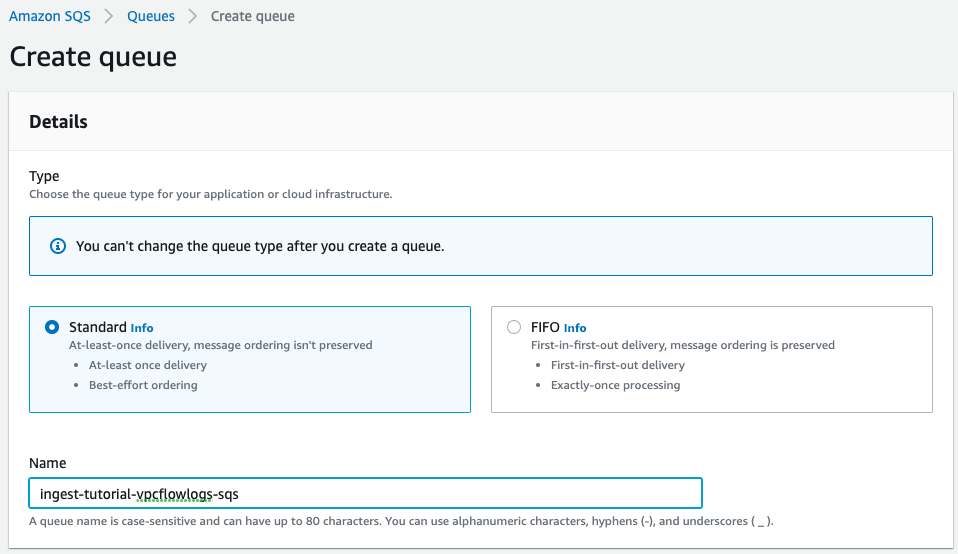 Amazon SQS > Queues > Create queue
Create queue
Details
Type
Choose the queue type for your application or cloud infrastructure.
You can't change the queue type after you create a queue.
Standard Info
At-least-once delivery, message ordering isn't preserved
• At-least once delivery
• Best-effort ordering
FIFO Info
First-in-first-out delivery, message ordering is preserved
• First-in-first-out delivery
• Exactly-once processing
Name
ingest-tutorial-vpcflowlogs-sqs
A queue name is case-sensitive and can have up to 80 characters. You can use alphanumeric characters, hyphens (-), and underscores ( _ ).